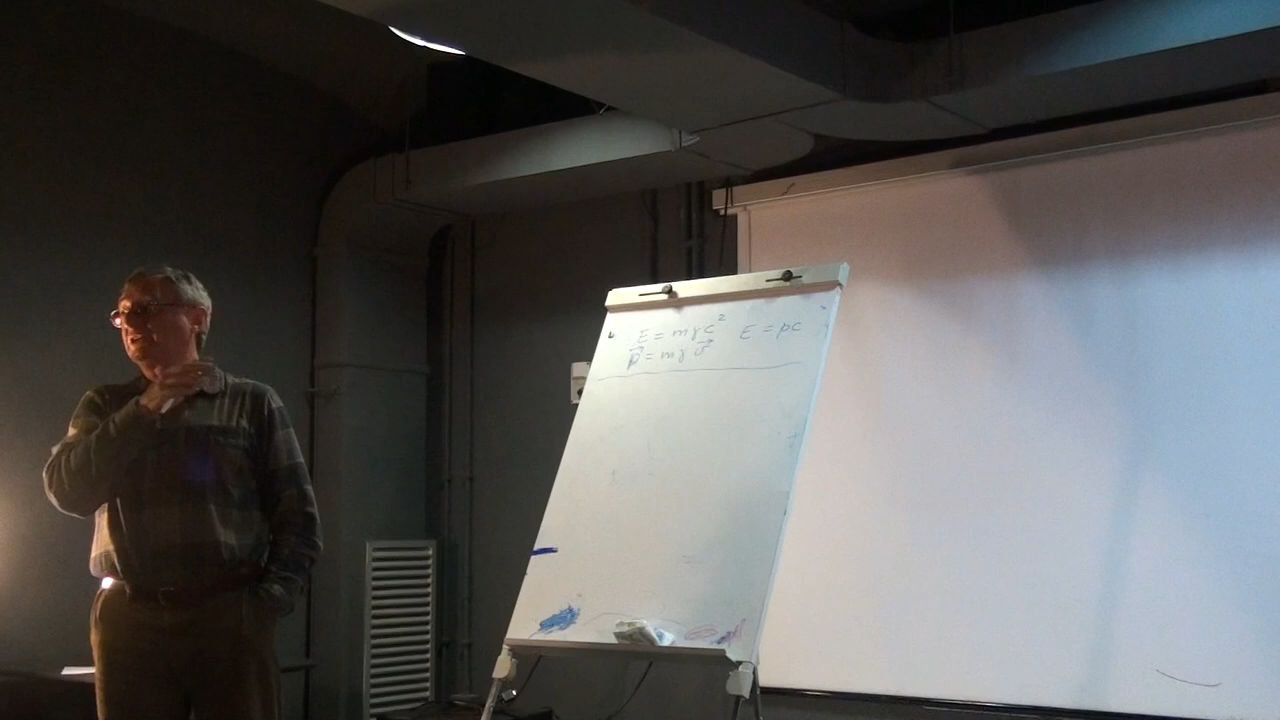 E = mγc² E = pc
p⃗ = mγv⃗